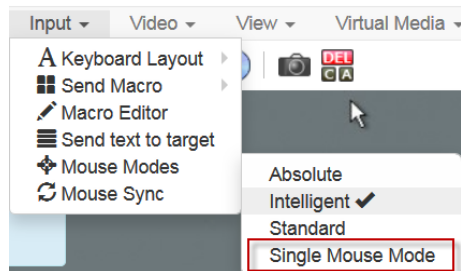 Input Video View Virtual Media
DEL
C A
A Keyboard Layout
Send Macro
Macro Editor
Send text to target
Mouse Modes
Mouse Sync
Absolute
Intelligent
Standard
Single Mouse Mode